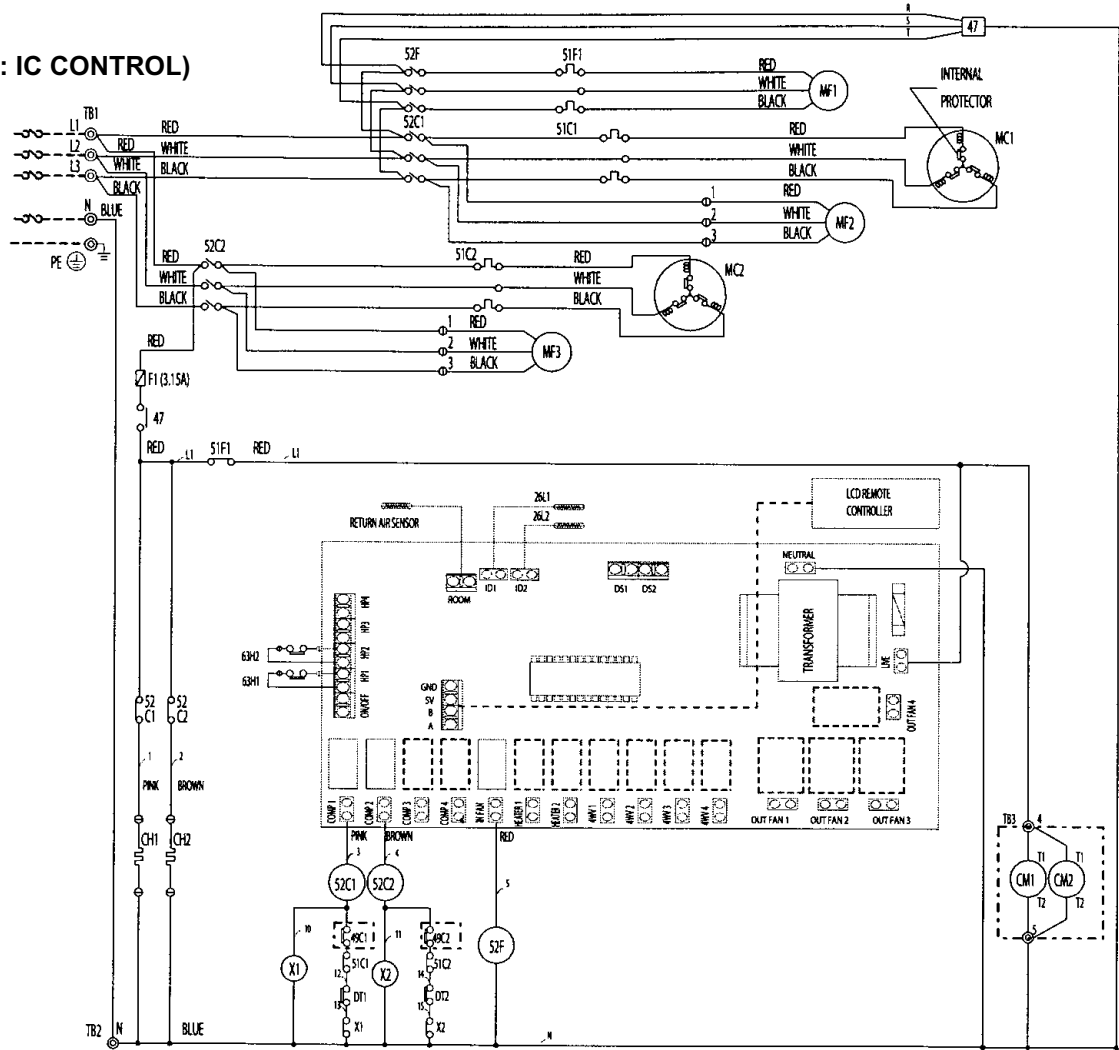 : IC CONTROL)
R
S
T
47
52F
51F1
RED
WHITE
BLACK
MF1
INTERNAL
PROTECTOR
TB1
L1
L2
L3
N
PE
RED
RED
WHITE
WHITE
BLACK
BLACK
BLUE
52C1
51C1
RED
WHITE
BLACK
MC1
1
2
3
RED
WHITE
BLACK
MF2
52C2
RED
WHITE
BLACK
51C2
RED
WHITE
BLACK
MC2
1
2
3
RED
WHITE
BLACK
MF3
RED
F1 (3.15A)
47
RED
L1
51F1
RED
L1
RETURN AIR SENSOR
26L1
26L2
LCD REMOTE
CONTROLLER
ROOM
ID1
ID2
DS1
DS2
NEUTRAL
TRANSFORMER
LIVE
HP4
HP3
HP2
HP1
ON/OFF
63H2
63H1
GND
5V
B
A
OUT FAN 4
52
C1
52
C2
1
2
PINK
BROWN
CH1
CH2
COMP 1
COMP 2
COMP 3
COMP 4
IN FAN
HEATER 1
HEATER 2
4WV 1
4WV 2
4WV 3
4WV 4
OUT FAN 1
OUT FAN 2
OUT FAN 3
PINK
BROWN
RED
3
4
5
52C1
52C2
52F
10
11
49C1
49C2
X1
X2
51C1
51C2
12
14
DT1
DT2
13
15
X1
X2
TB3
4
T1
T1
CM1
CM2
T2
T2
5
TB2
N
BLUE
N